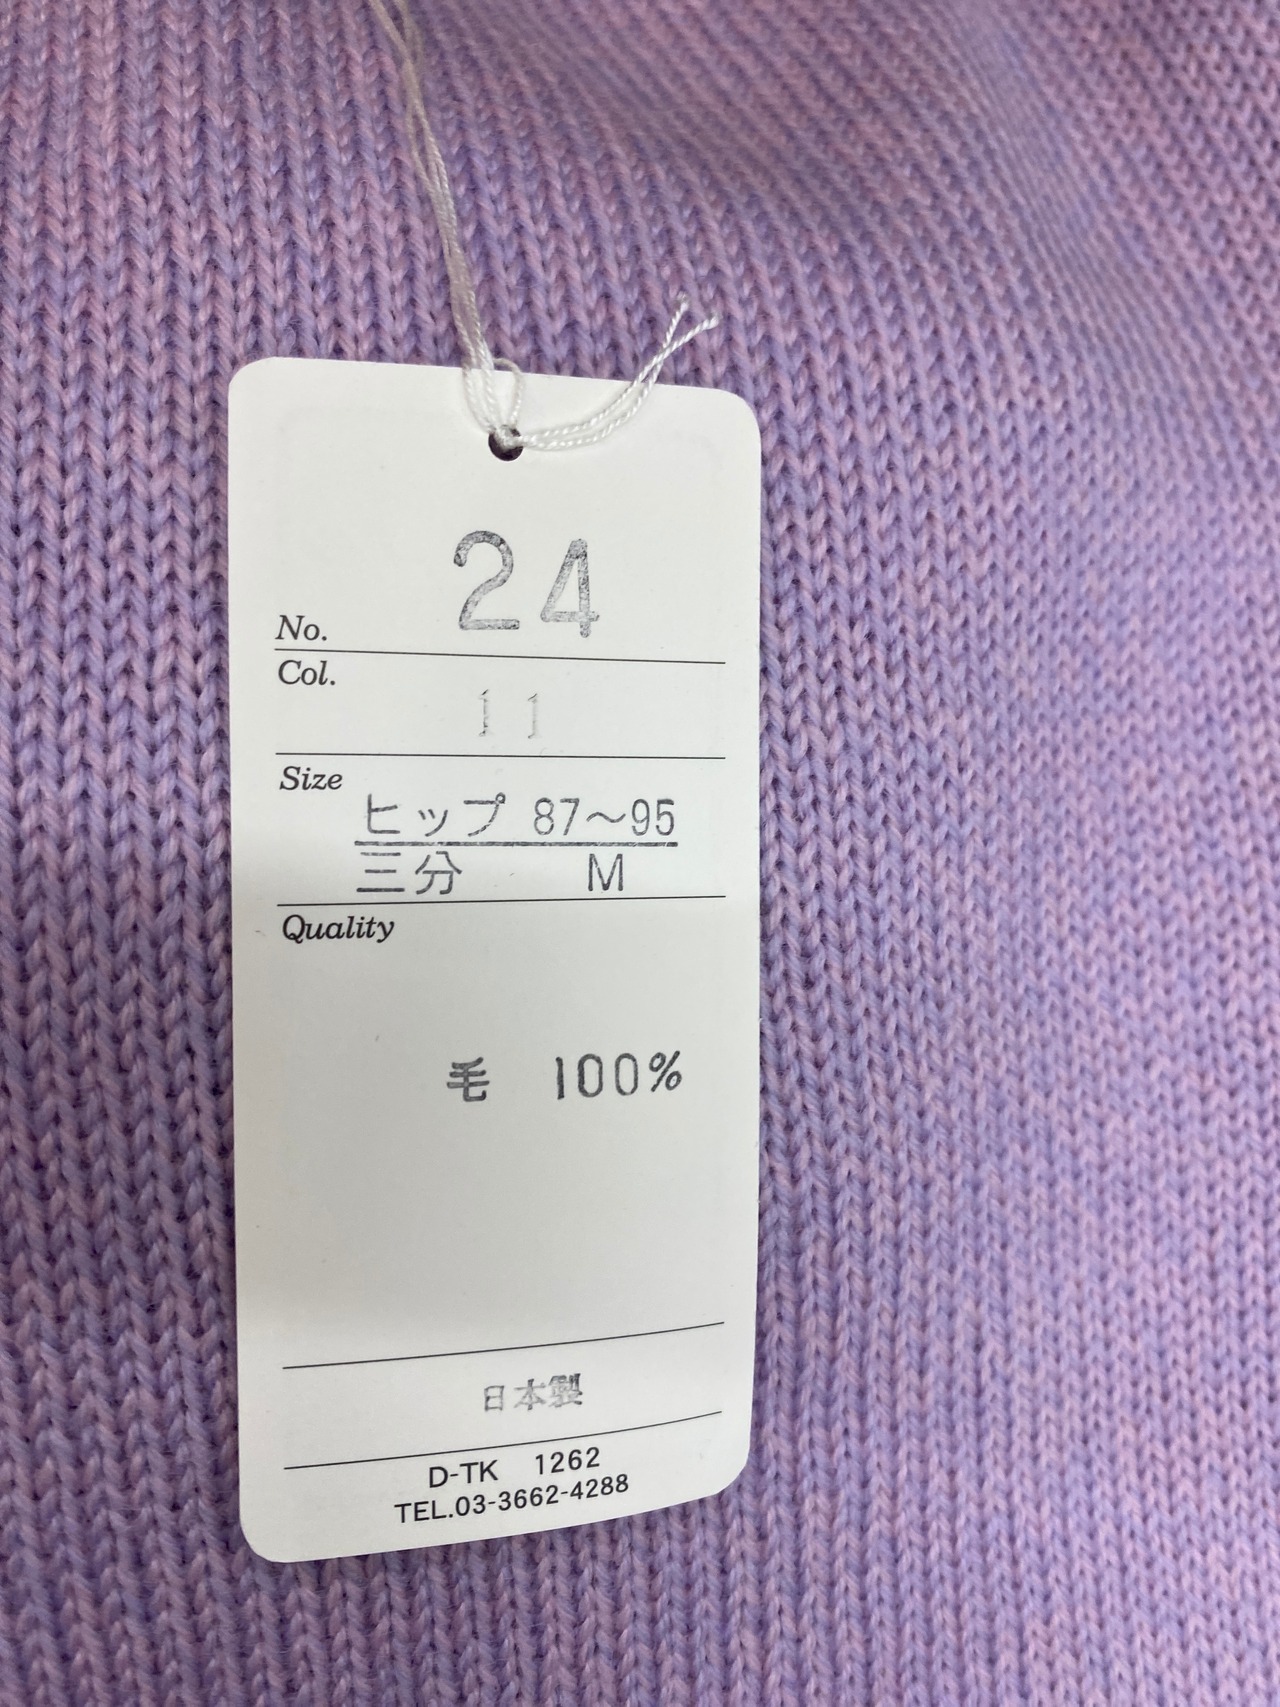 No. 24
Col. 11
Size
ヒップ 87〜95
三分 M
Quality
毛 100%
日本製
D-TK 1262
TEL.03-3662-4288